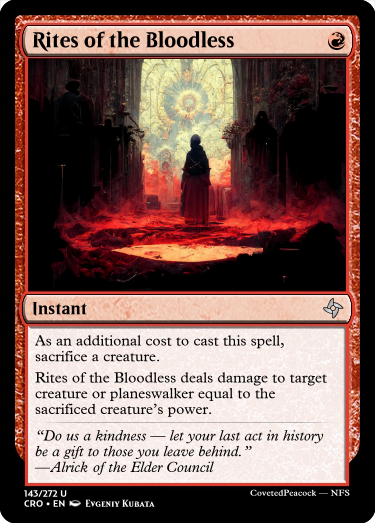 Rites of the Bloodless
Instant
As an additional cost to cast this spell,
sacrifice a creature.
Rites of the Bloodless deals damage to target
creature or planeswalker equal to the
sacrificed creature's power.
“Do us a kindness — let your last act in history
be a gift to those you leave behind.”
—Alrick of the Elder Council
143/272 U
CRO • EN Evgeniy Kubata
CovetedPeacock — NFS